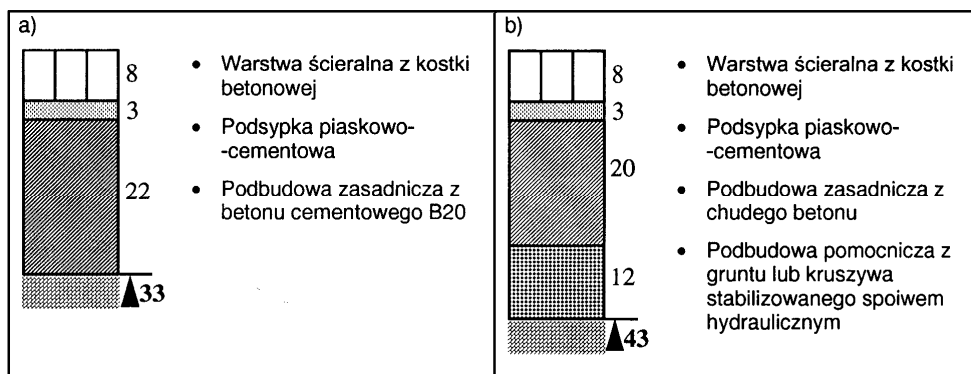 a)
8
3
22
33
• Warstwa ścieralna z kostki
betonowej
• Podsypka piaskowo-
-cementowa
• Podbudowa zasadnicza z
betonu cementowego B20
b)
8
3
20
12
43
• Warstwa ścieralna z kostki
betonowej
• Podsypka piaskowo-
-cementowa
• Podbudowa zasadnicza z
chudego betonu
• Podbudowa pomocnicza z
gruntu lub kruszywa
stabilizowanego spoiwem
hydraulicznym